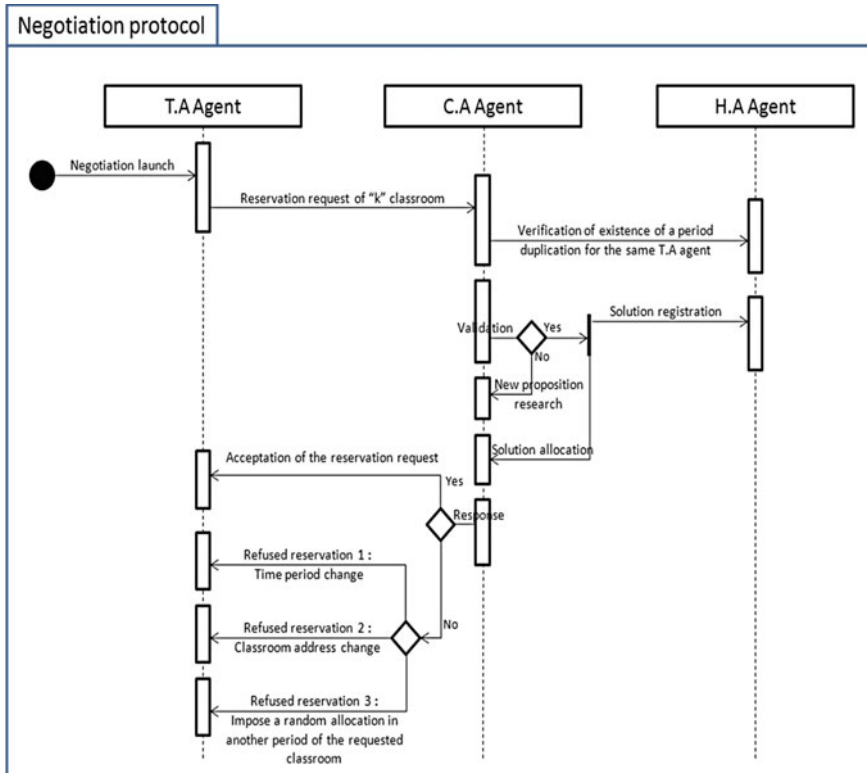 Negotiation protocol
T.A Agent
C.A Agent
H.A Agent
Negotiation launch
Reservation request of “k” classroom
Verification of existence of a period
duplication for the same T.A agent
Solution registration
Validation
Yes
No
New proposition
research
Solution allocation
Acceptation of the reservation request
Yes
Response
Refused reservation 1 :
Time period change
No
Refused reservation 2 :
Classroom address change
Refused reservation 3 :
Impose a random allocation in
another period of the requested
classroom